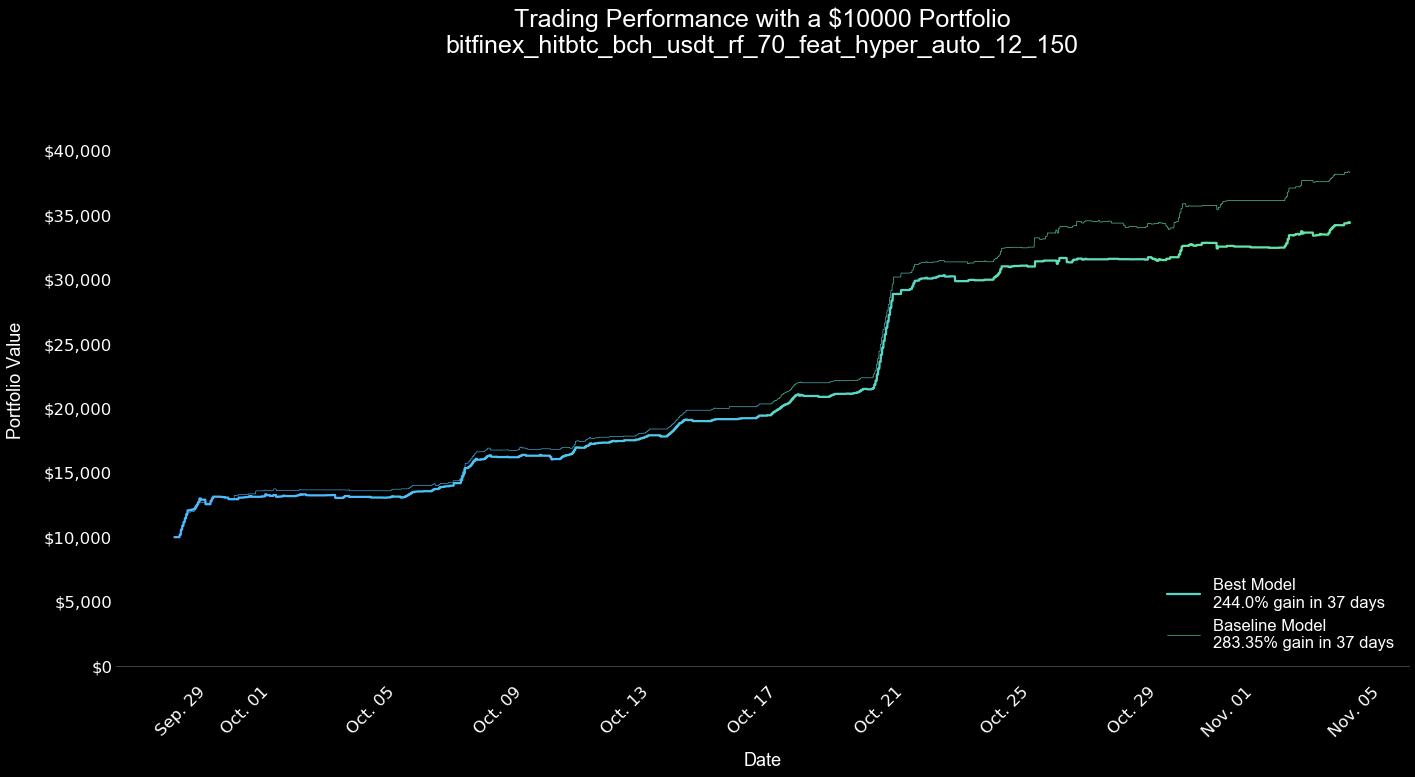 Trading Performance with a $10000 Portfolio
bitfinex_hitbtc_bch_usdt_rf_70_feat_hyper_auto_12_150
$40,000
$35,000
$30,000
$25,000
$20,000
$15,000
$10,000
$5,000
$0
Portfolio Value
Best Model
244.0% gain in 37 days
Baseline Model
283.35% gain in 37 days
Sep. 29
Oct. 01
Oct. 05
Oct. 09
Oct. 13
Oct. 17
Oct. 21
Oct. 25
Oct. 29
Nov. 01
Nov. 05
Date